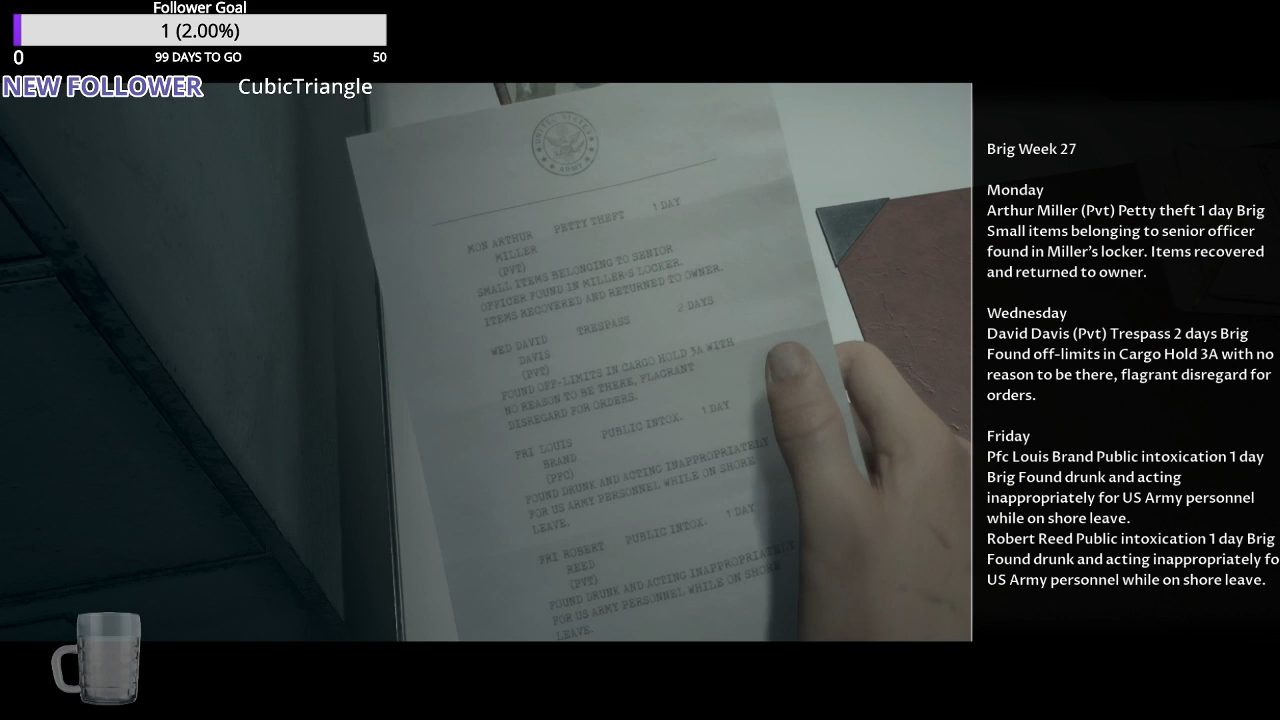 Follower Goal
1 (2.00%)
0
99 DAYS TO GO
50
NEW FOLLOWER
CubicTriangle
UNITED STATES
ARMY
MON ARTHUR PETTY THEFT 1 DAY
MILLER
(PVT)
SMALL ITEMS BELONGING TO SENIOR
OFFICER FOUND IN MILLER'S LOCKER.
ITEMS RECOVERED AND RETURNED TO OWNER.
WED DAVID TRESPASS 2 DAYS
DAVIS
(PVT)
FOUND OFF-LIMITS IN CARGO HOLD 3A WITH
NO REASON TO BE THERE, FLAGRANT
DISREGARD FOR ORDERS.
FRI LOUIS PUBLIC INTOX. 1 DAY
BRAND
(PFC)
FOUND DRUNK AND ACTING INAPPROPRIATELY
FOR US ARMY PERSONNEL WHILE ON SHORE
LEAVE.
FRI ROBERT PUBLIC INTOX. 1 DAY
REED
(PVT)
FOUND DRUNK AND ACTING INAPPROPRIATELY
FOR US ARMY PERSONNEL WHILE ON SHORE
LEAVE.
Brig Week 27
Monday
Arthur Miller (Pvt) Petty theft 1 day Brig
Small items belonging to senior officer
found in Miller's locker. Items recovered
and returned to owner.
Wednesday
David Davis (Pvt) Trespass 2 days Brig
Found off-limits in Cargo Hold 3A with no
reason to be there, flagrant disregard for
orders.
Friday
Pfc Louis Brand Public intoxication 1 day
Brig Found drunk and acting
inappropriately for US Army personnel
while on shore leave.
Robert Reed Public intoxication 1 day Brig
Found drunk and acting inappropriately fo
US Army personnel while on shore leave.